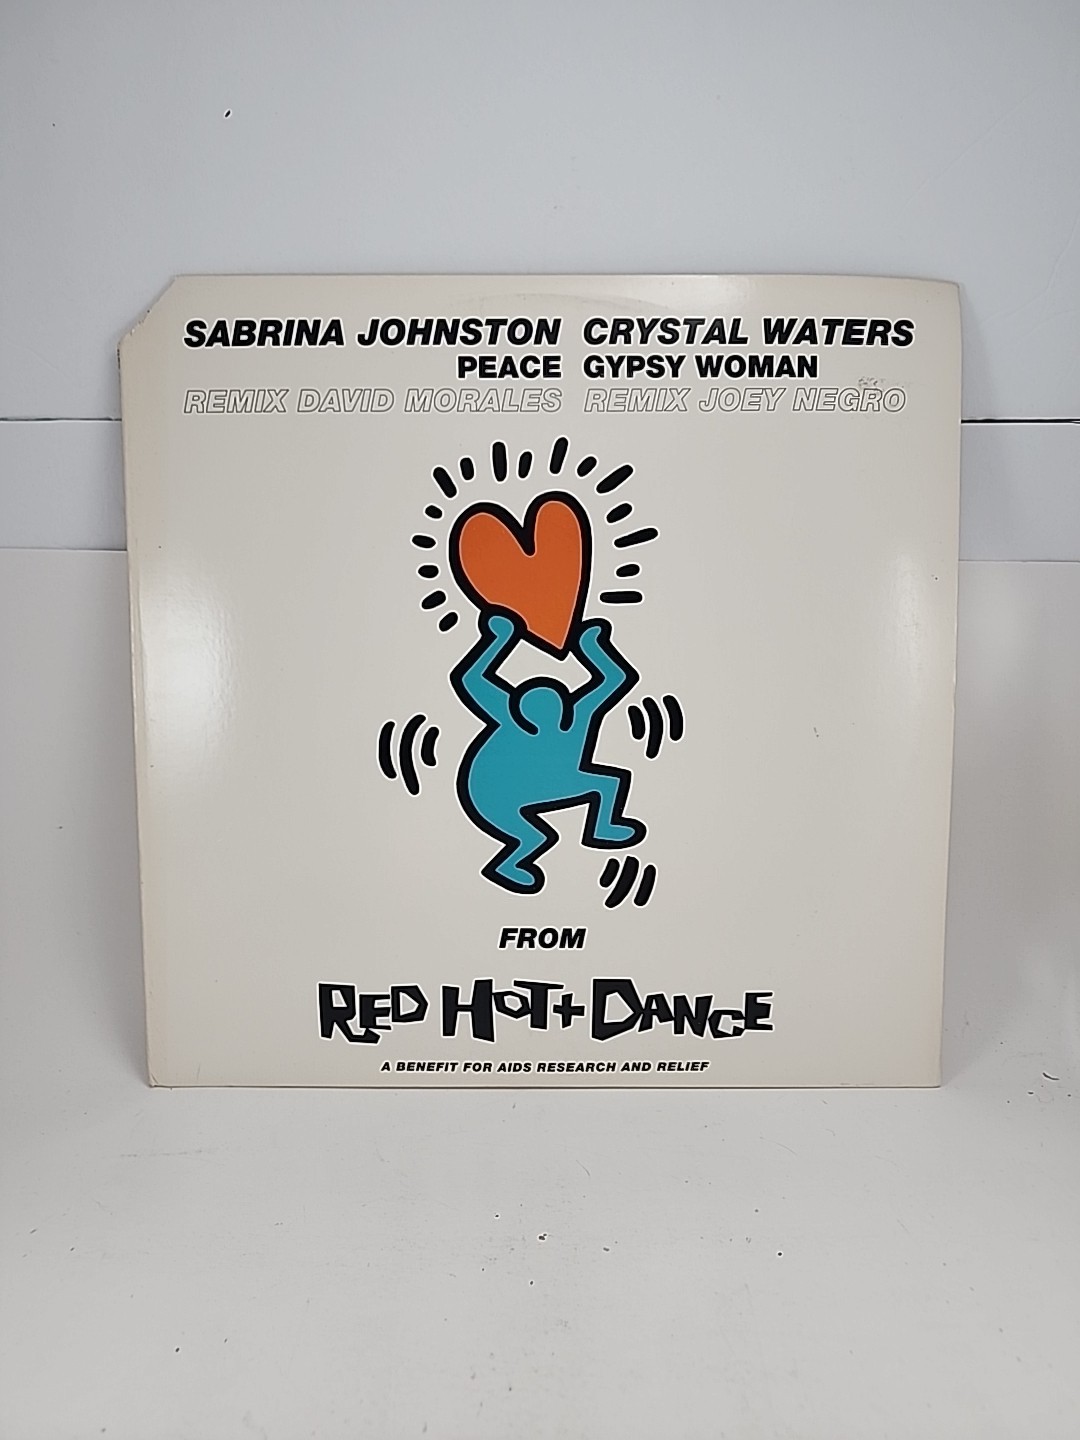 SABRINA JOHNSTON CRYSTAL WATERS
PEACE GYPSY WOMAN
REMIX DAVID MORALES REMIX JOEY NEGRO
FROM
RED HOT + DANCE
A BENEFIT FOR AIDS RESEARCH AND RELIEF